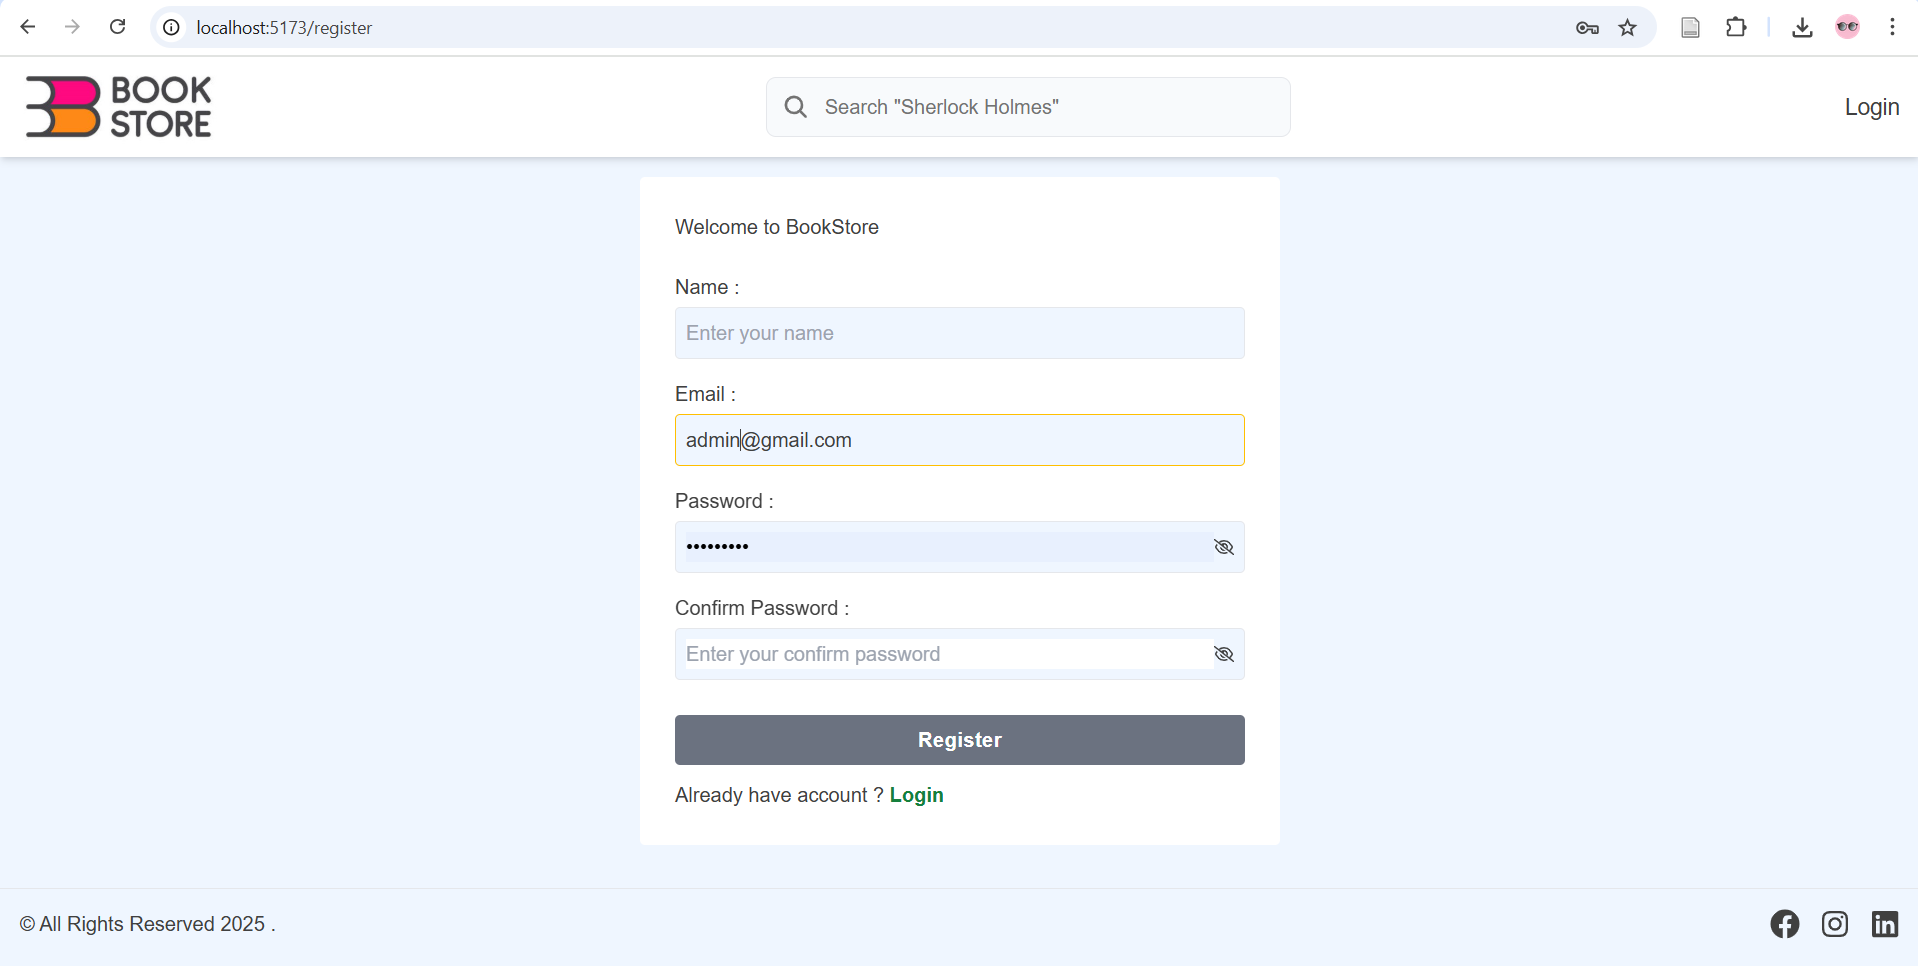 localhost:5173/register
BOOK
STORE
Search "Sherlock Holmes"
Login
Welcome to BookStore
Name :
Enter your name
Email :
admin@gmail.com
Password :
•••••••••
Confirm Password :
Enter your confirm password
Register
Already have account ? Login
© All Rights Reserved 2025 .